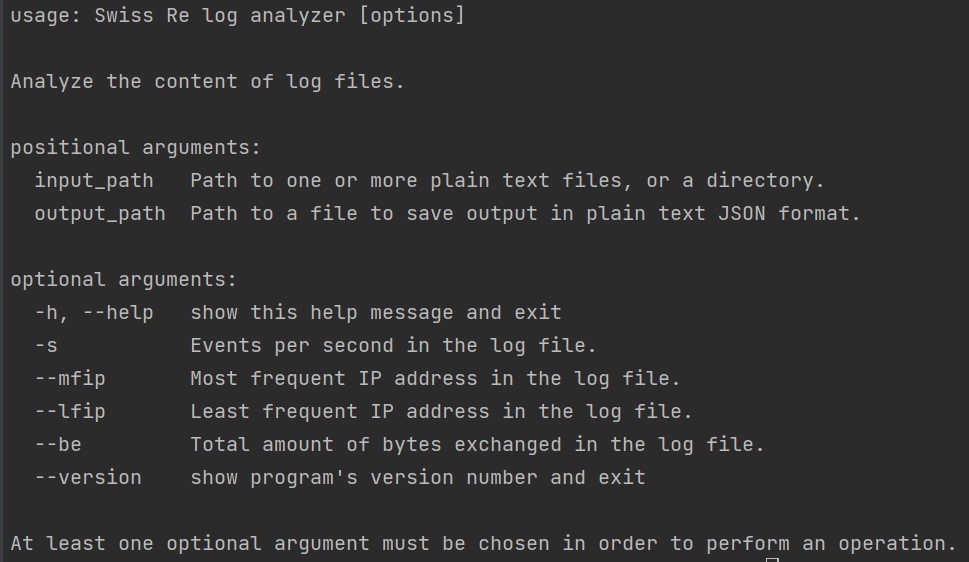 usage: Swiss Re log analyzer [options]
Analyze the content of log files.
positional arguments:
input_path Path to one or more plain text files, or a directory.
output_path Path to a file to save output in plain text JSON format.
optional arguments:
-h, --help show this help message and exit
-s Events per second in the log file.
--mfip Most frequent IP address in the log file.
--lfip Least frequent IP address in the log file.
--be Total amount of bytes exchanged in the log file.
--version show program's version number and exit
At least one optional argument must be chosen in order to perform an operation.